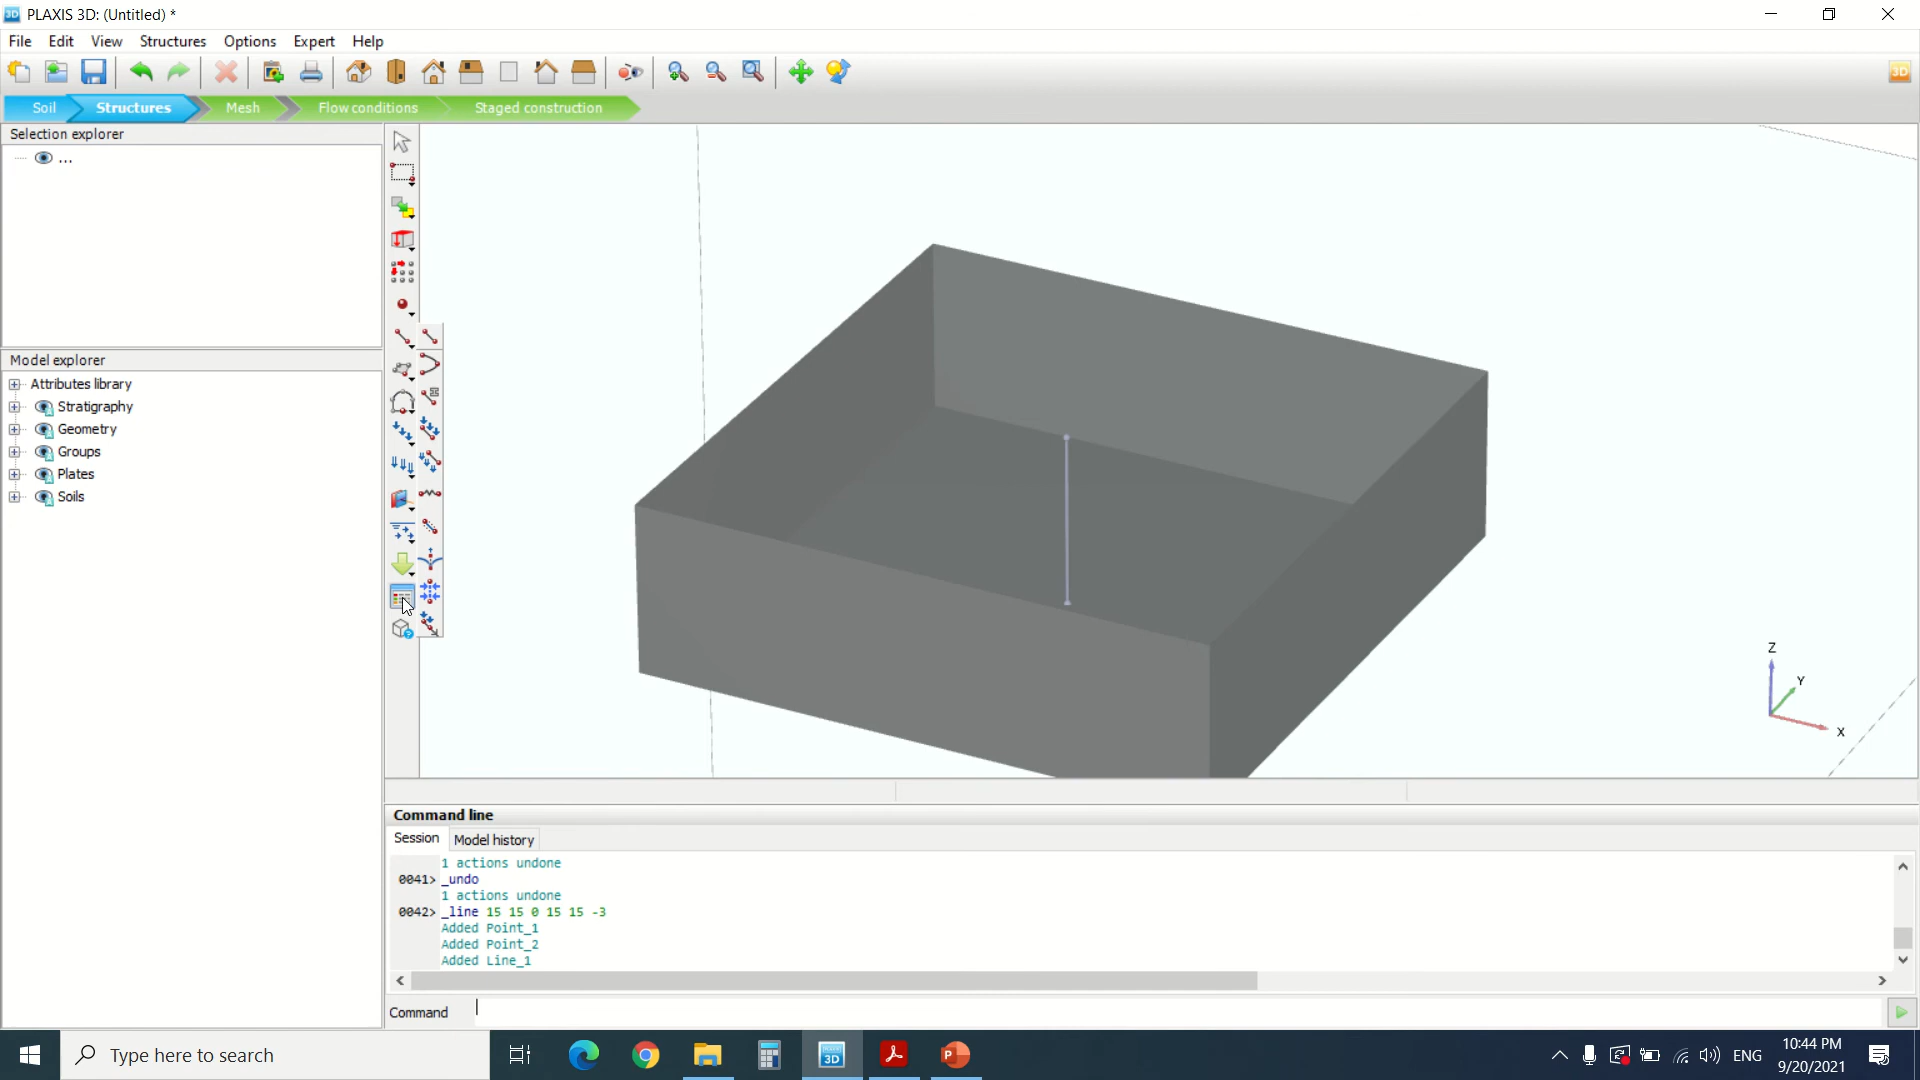 PLAXIS 3D: (Untitled) *
File Edit View Structures Options Expert Help
3D
Soil Structures Mesh Flow conditions Staged construction
Selection explorer
...
Model explorer
Attributes library
Stratigraphy
Geometry
Groups
Plates
Soils
Z
Y
X
Command line
Session Model history
1 actions undone
0041> _undo
1 actions undone
0042> _line 15 15 0 15 15 -3
Added Point_1
Added Point_2
Added Line_1
Command
Type here to search
ENG
10:44 PM
9/20/2021